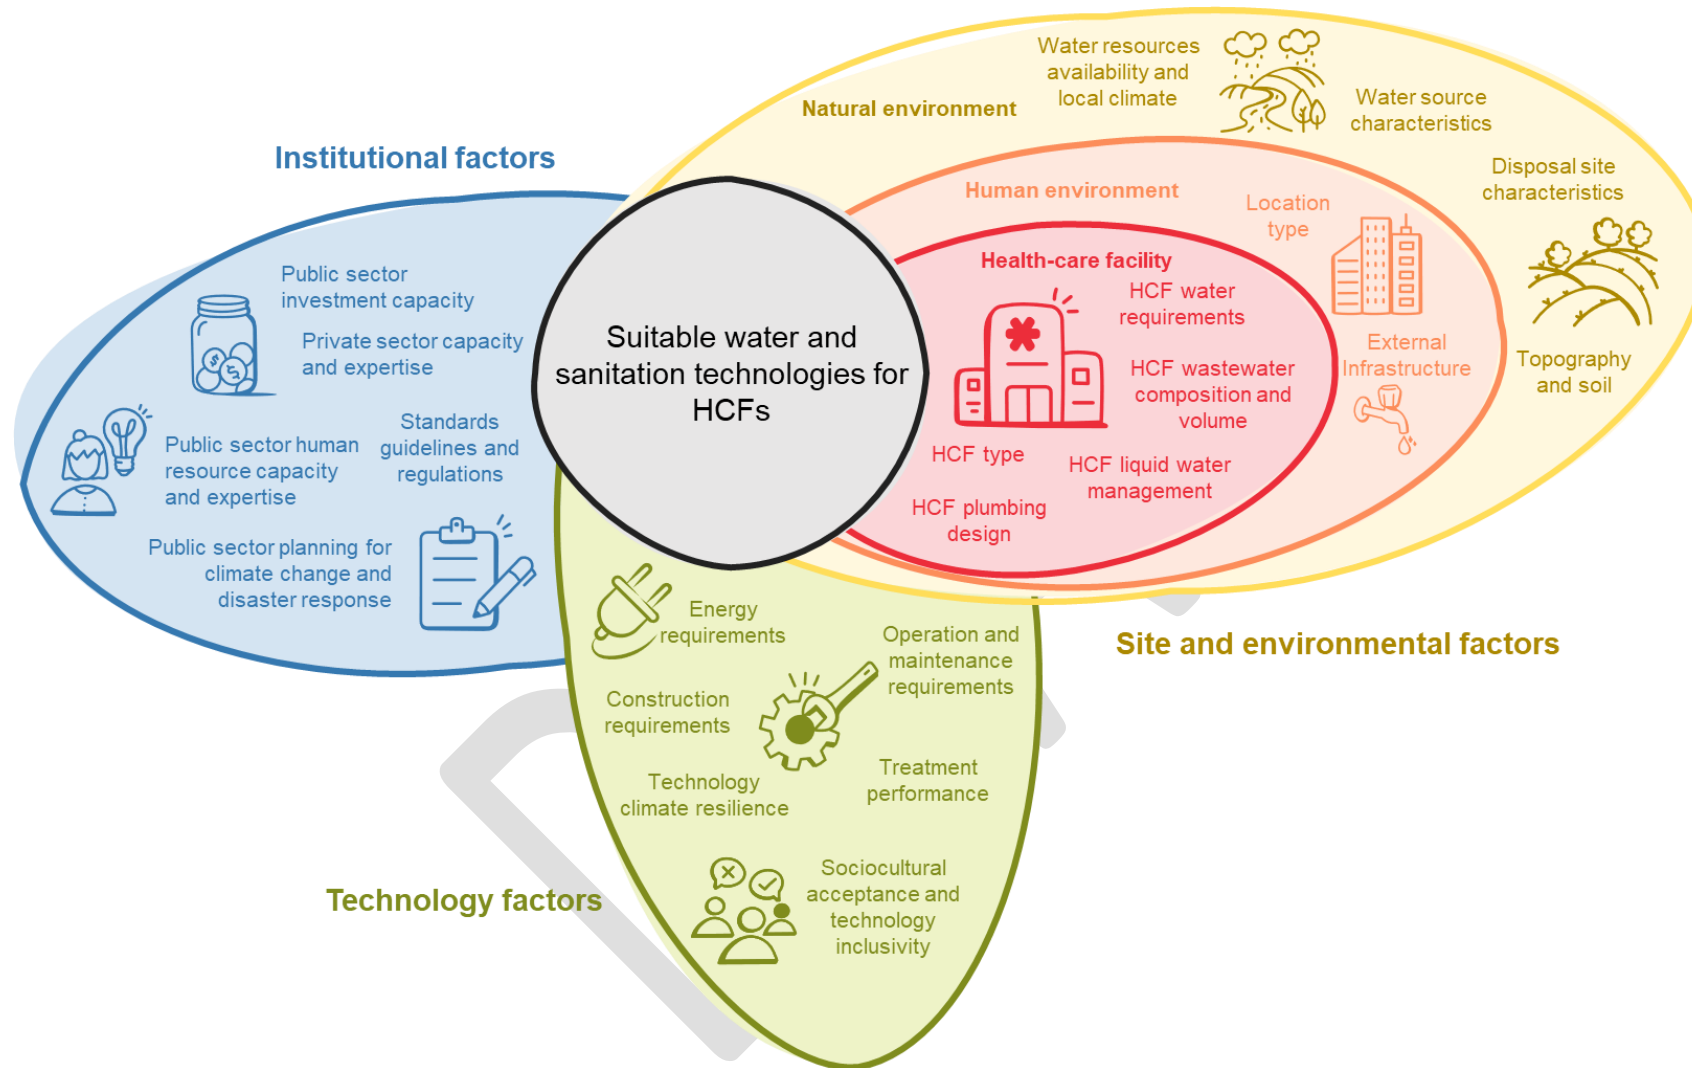 Institutional factors
Public sector
investment capacity
Private sector capacity
and expertise
Standards
guidelines and
regulations
Public sector human
resource capacity
and expertise
Public sector planning for
climate change and
disaster response
Suitable water and
sanitation technologies for
HCFs
Natural environment
Water resources
availability and
local climate
Water source
characteristics
Disposal site
characteristics
Topography
and soil
Human environment
Location
type
External
Infrastructure
Health-care facility
HCF water
requirements
HCF wastewater
composition and
volume
HCF type
HCF liquid water
management
HCF plumbing
design
Site and environmental factors
Energy
requirements
Operation and
maintenance
requirements
Construction
requirements
Technology
climate resilience
Treatment
performance
Sociocultural
acceptance and
technology
inclusivity
Technology factors